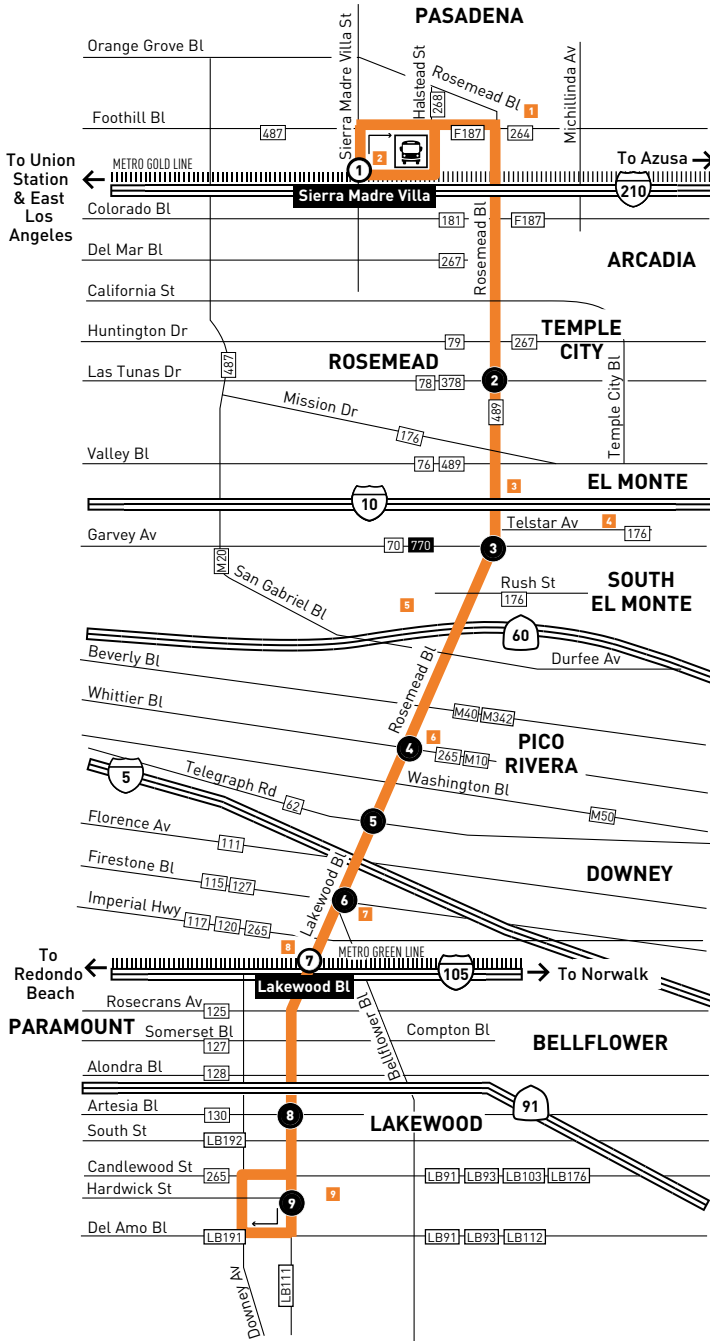 PASADENA
Orange Grove Bl
Sierra Madre Villa St
Halstead St
268
Rosemead Bl
1
Michillinda Av
Foothill Bl
487
F187
264
2
To Union
Station
& East
Los
Angeles
METRO GOLD LINE
1
To Azusa
Sierra Madre Villa
210
Colorado Bl
181
F187
Rosemead Bl
Del Mar Bl
267
ARCADIA
California St
Huntington Dr
79
267
TEMPLE
CITY
ROSEMEAD
487
Las Tunas Dr
78
378
2
489
Temple City Bl
Mission Dr
176
Valley Bl
76
489
3
EL MONTE
10
Telstar Av
4
176
Garvey Av
70
770
3
M20
San Gabriel Bl
Rush St
176
SOUTH
EL MONTE
5
60
Durfee Av
Beverly Bl
Rosemead Bl
Whittier Bl
M40
M342
4
6
265
M10
PICO
RIVERA
5
Telegraph Rd
62
Washington Bl
M50
5
Florence Av
111
Lakewood Bl
DOWNEY
Firestone Bl
115
127
6
7
Imperial Hwy
117
120
265
8
METRO GREEN LINE
7
To
Redondo
Beach
105
To Norwalk
Lakewood Bl
Rosecrans Av
125
Bellflower Bl
PARAMOUNT
Somerset Bl
127
Compton Bl
BELLFLOWER
Alondra Bl
128
91
Artesia Bl
130
8
LAKEWOOD
South St
LB192
Candlewood St
265
LB91
LB93
LB103
LB176
Hardwick St
9
9
Del Amo Bl
LB191
LB91
LB93
LB112
Downey Av
LB111